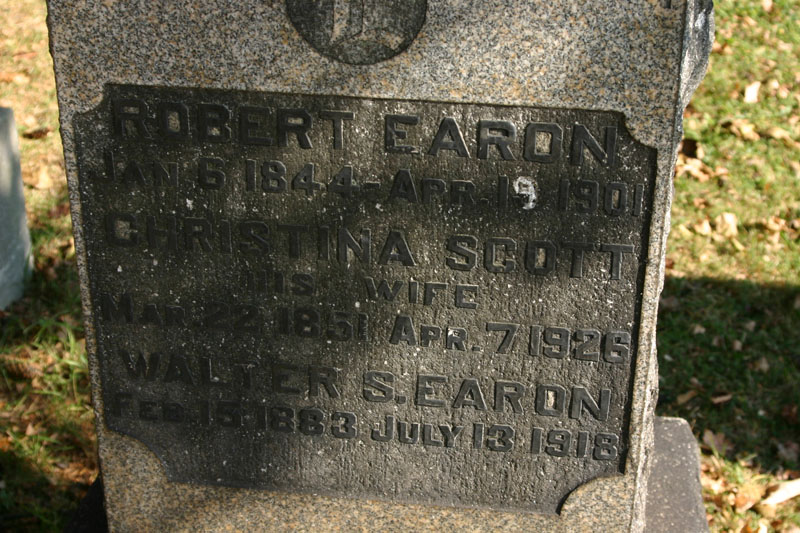 ROBERT EARON
JAN. 6 1844 - APR. 1901
CHRISTINA SCOTT
HIS WIFE
MAR. 22 1851 APR. 7 1926
WALTER S. EARON
FEB. 15 1883 JULY 13 1918